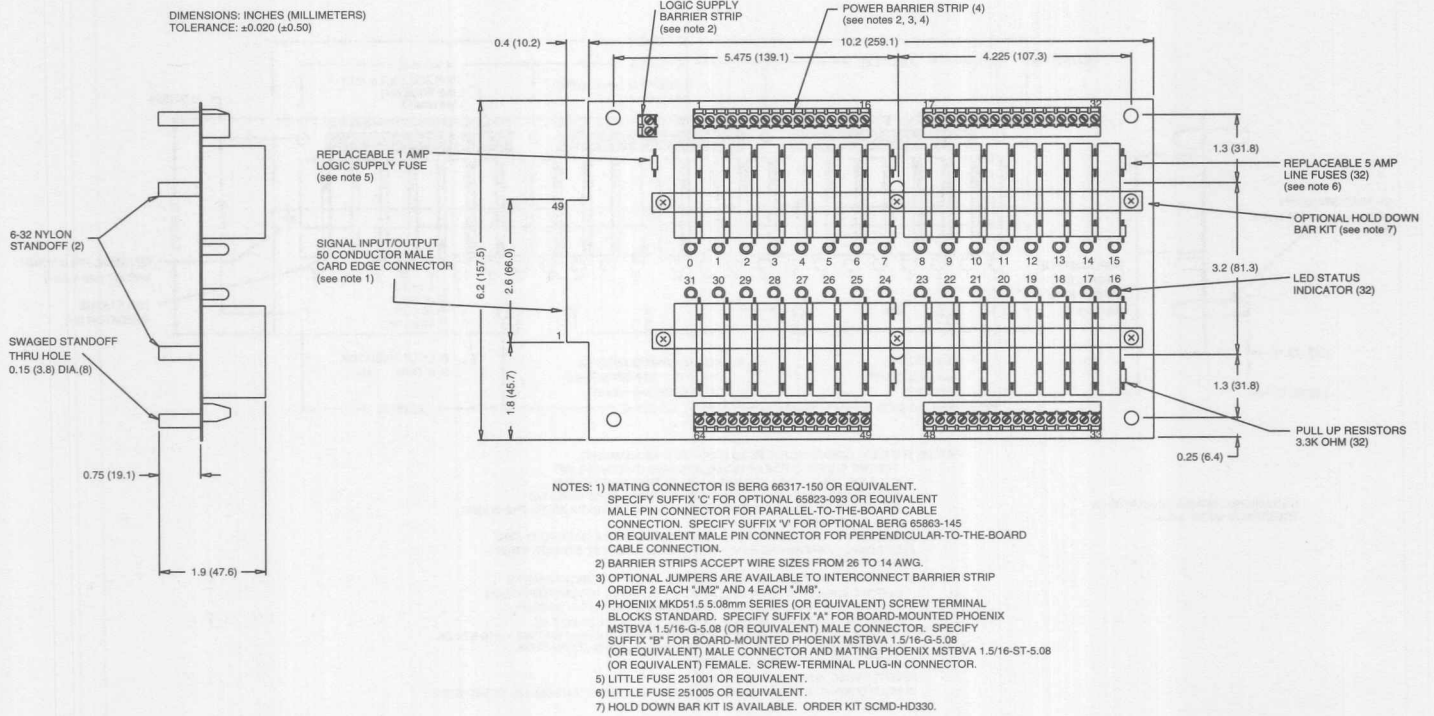 DIMENSIONS: INCHES (MILLIMETERS)
TOLERANCE: ±0.020 (±0.50)
LOGIC SUPPLY
BARRIER STRIP
(see note 2)
POWER BARRIER STRIP (4)
(see notes 2, 3, 4)
0.4 (10.2)
10.2 (259.1)
5.475 (139.1)
4.225 (107.3)
1
16
17
32
REPLACEABLE 1 AMP
LOGIC SUPPLY FUSE
(see note 5)
1.3 (31.8)
REPLACEABLE 5 AMP
LINE FUSES (32)
(see note 6)
49
OPTIONAL HOLD DOWN
BAR KIT (see note 7)
6-32 NYLON
STANDOFF (2)
SIGNAL INPUT/OUTPUT
50 CONDUCTOR MALE
CARD EDGE CONNECTOR
(see note 1)
6.2 (157.5)
2.6 (66.0)
0 1 2 3 4 5 6 7 8 9 10 11 12 13 14 15
31 30 29 28 27 26 25 24 23 22 21 20 19 18 17 16
3.2 (81.3)
LED STATUS
INDICATOR (32)
1
SWAGED STANDOFF
THRU HOLE
0.15 (3.8) DIA.(8)
1.8 (45.7)
1.3 (31.8)
64
49
48
33
PULL UP RESISTORS
3.3K OHM (32)
0.25 (6.4)
0.75 (19.1)
1.9 (47.6)
NOTES: 1) MATING CONNECTOR IS BERG 66317-150 OR EQUIVALENT.
SPECIFY SUFFIX 'C' FOR OPTIONAL 65823-093 OR EQUIVALENT
MALE PIN CONNECTOR FOR PARALLEL-TO-THE-BOARD CABLE
CONNECTION. SPECIFY SUFFIX 'V' FOR OPTIONAL BERG 65863-145
OR EQUIVALENT MALE PIN CONNECTOR FOR PERPENDICULAR-TO-THE-BOARD
CABLE CONNECTION.
2) BARRIER STRIPS ACCEPT WIRE SIZES FROM 26 TO 14 AWG.
3) OPTIONAL JUMPERS ARE AVAILABLE TO INTERCONNECT BARRIER STRIP
ORDER 2 EACH "JM2" AND 4 EACH "JM8".
4) PHOENIX MKD51.5 5.08mm SERIES (OR EQUIVALENT) SCREW TERMINAL
BLOCKS STANDARD. SPECIFY SUFFIX "A" FOR BOARD-MOUNTED PHOENIX
MSTBVA 1.5/16-G-5.08 (OR EQUIVALENT) MALE CONNECTOR. SPECIFY
SUFFIX "B" FOR BOARD-MOUNTED PHOENIX MSTBVA 1.5/16-G-5.08
(OR EQUIVALENT) MALE CONNECTOR AND MATING PHOENIX MSTBVA 1.5/16-ST-5.08
(OR EQUIVALENT) FEMALE. SCREW-TERMINAL PLUG-IN CONNECTOR.
5) LITTLE FUSE 251001 OR EQUIVALENT.
6) LITTLE FUSE 251005 OR EQUIVALENT.
7) HOLD DOWN BAR KIT IS AVAILABLE. ORDER KIT SCMD-HD330.